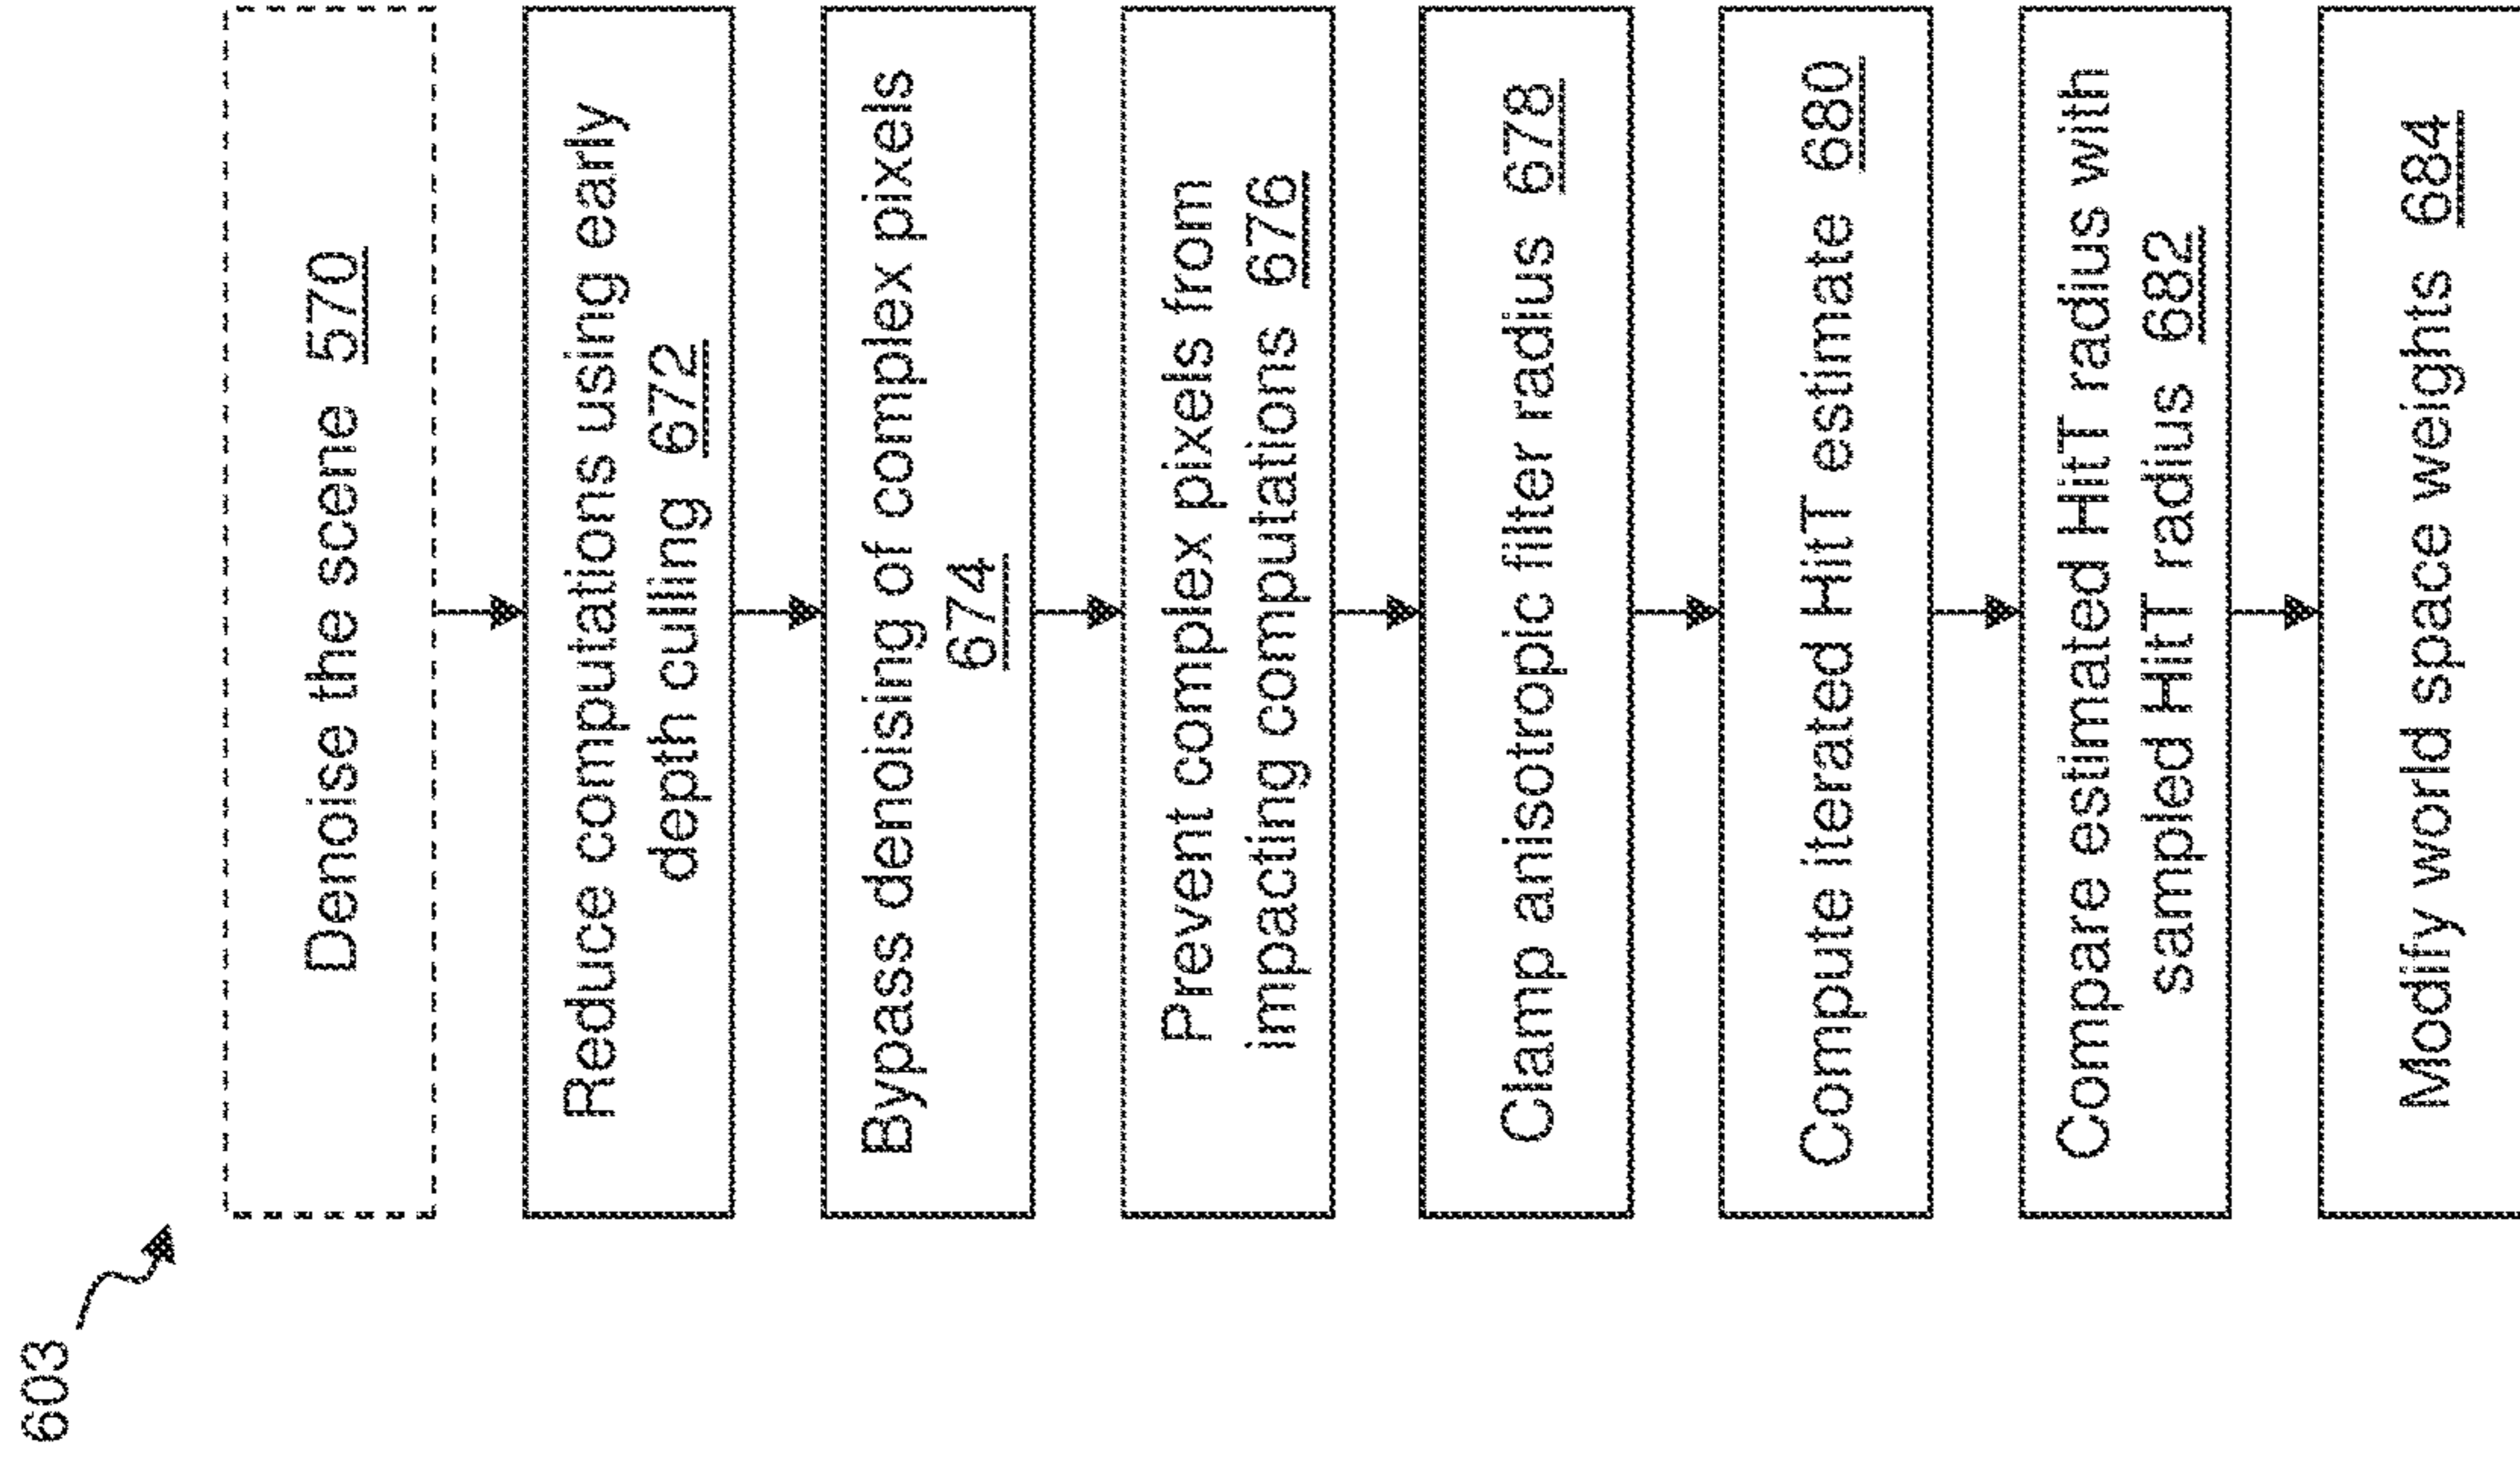 603
Denoise the scene 570
Reduce computations using early
depth culling 672
Bypass denoising of complex pixels
674
Prevent complex pixels from
impacting computations 676
Clamp anisotropic filter radius 678
Compute iterated HitT estimate 680
Compare estimated HitT radius with
sampled HitT radius 682
Modify world space weights 684